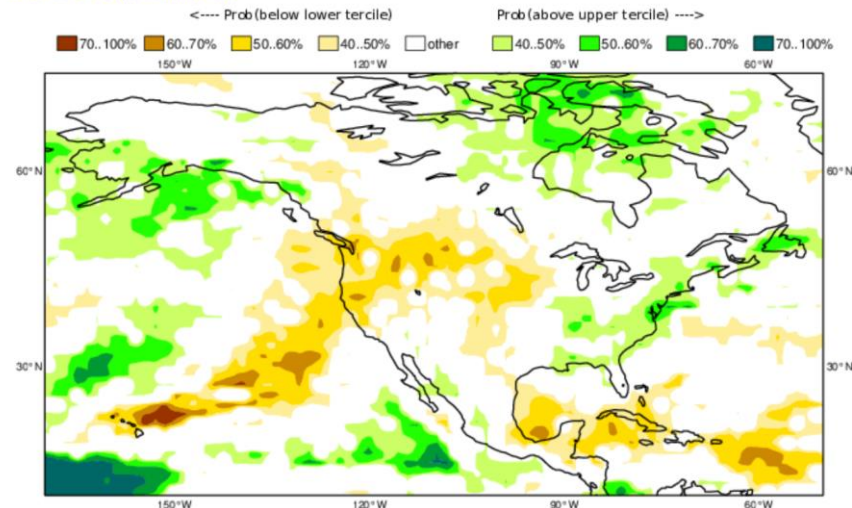 <---- Prob(below lower tercile) Prob(above upper tercile) ---->
70..100% 60..70% 50..60% 40..50% other 40..50% 50..60% 60..70% 70..100%
150°W 120°W 90°W 60°W
60°N 60°N
30°N 30°N
150°W 120°W 90°W 60°W